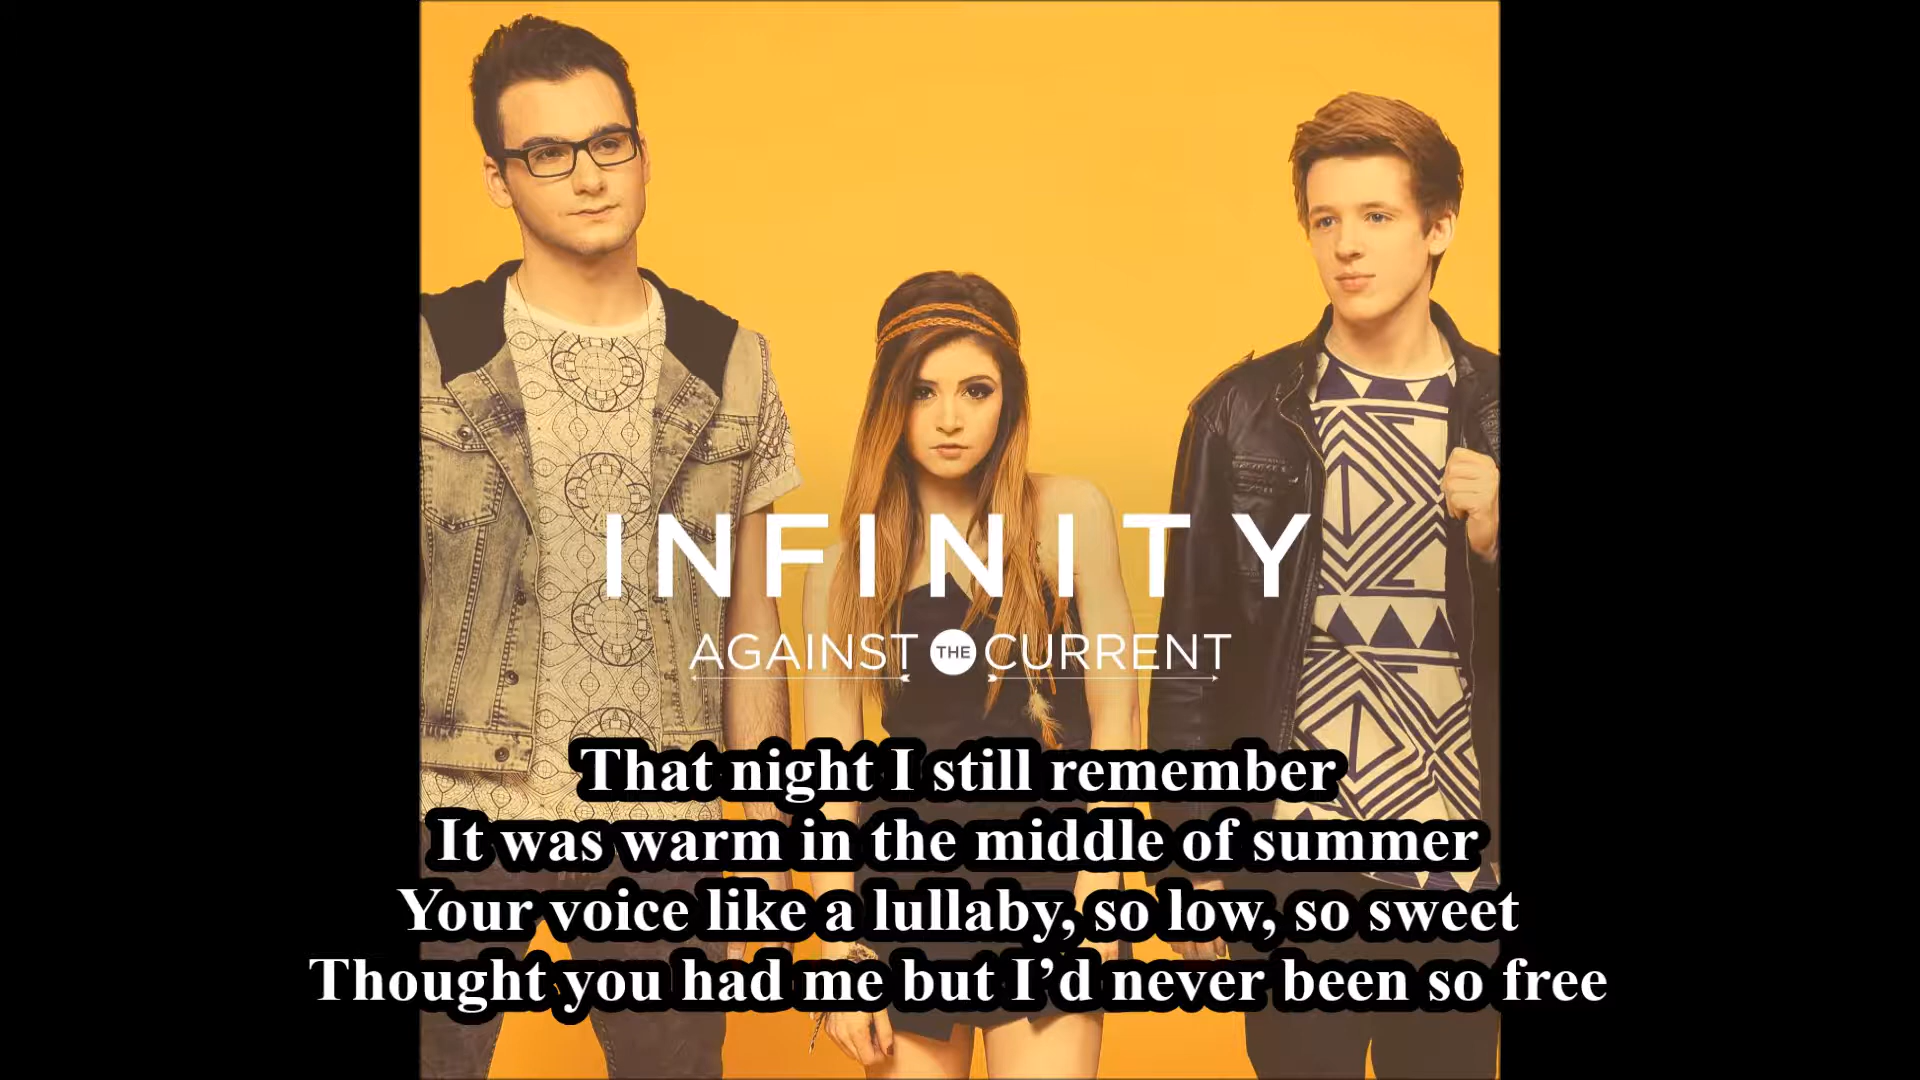 INFINITY
AGAINST THE CURRENT
That night I still remember
It was warm in the middle of summer
Your voice like a lullaby, so low, so sweet
Thought you had me but I’d never been so free